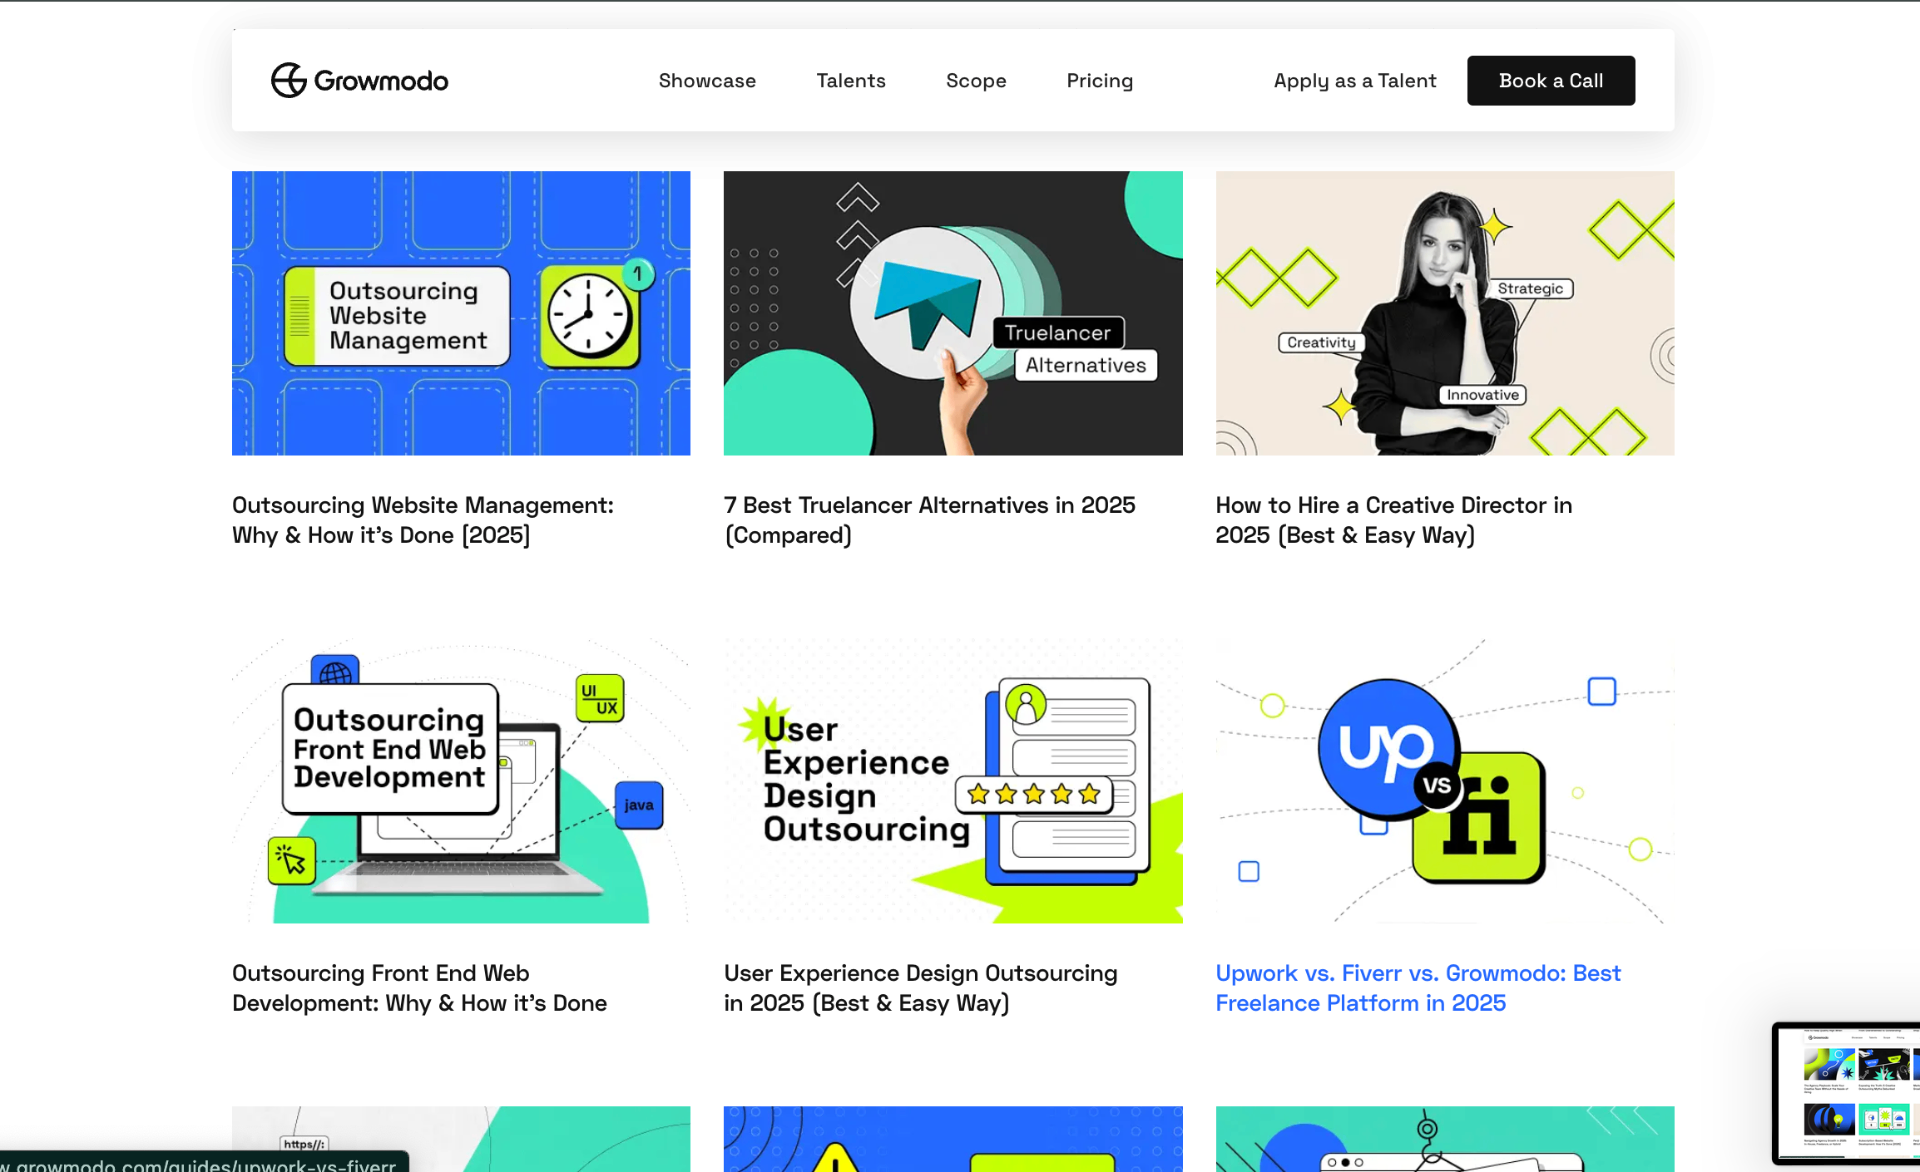 Growmodo
Showcase
Talents
Scope
Pricing
Apply as a Talent
Book a Call
Outsourcing
Website
Management
1
Truelancer
Alternatives
Strategic
Creativity
Innovative
Outsourcing Website Management:
Why & How it's Done [2025]
7 Best Truelancer Alternatives in 2025
(Compared)
How to Hire a Creative Director in
2025 (Best & Easy Way)
Outsourcing
Front End Web
Development
UI
UX
java
User
Experience
Design
Outsourcing
up
VS
fi
Outsourcing Front End Web
Development: Why & How it's Done
User Experience Design Outsourcing
in 2025 (Best & Easy Way)
Upwork vs. Fiverr vs. Growmodo: Best
Freelance Platform in 2025
https//:
w.growmodo.com/guides/upwork-vs-fiverr